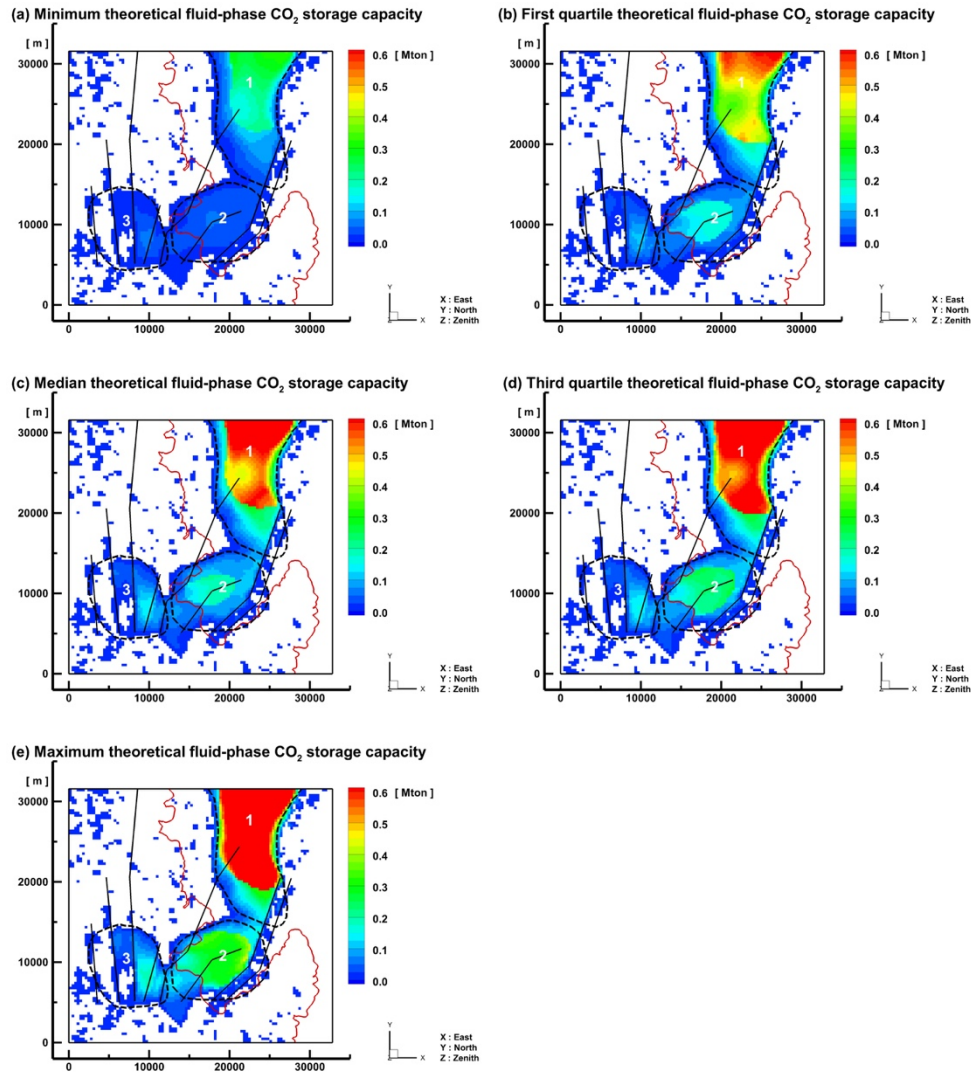 (a) Minimum theoretical fluid-phase CO₂ storage capacity
[ m ]
30000
20000
10000
0
0 10000 20000 30000
1
2
3
0.6 [ Mton ]
0.5
0.4
0.3
0.2
0.1
0.0
Y
Z X
X : East
Y : North
Z : Zenith
(b) First quartile theoretical fluid-phase CO₂ storage capacity
[ m ]
30000
20000
10000
0
0 10000 20000 30000
1
2
3
0.6 [ Mton ]
0.5
0.4
0.3
0.2
0.1
0.0
Y
Z X
X : East
Y : North
Z : Zenith
(c) Median theoretical fluid-phase CO₂ storage capacity
[ m ]
30000
20000
10000
0
0 10000 20000 30000
1
2
3
0.6 [ Mton ]
0.5
0.4
0.3
0.2
0.1
0.0
Y
Z X
X : East
Y : North
Z : Zenith
(d) Third quartile theoretical fluid-phase CO₂ storage capacity
[ m ]
30000
20000
10000
0
0 10000 20000 30000
1
2
3
0.6 [ Mton ]
0.5
0.4
0.3
0.2
0.1
0.0
Y
Z X
X : East
Y : North
Z : Zenith
(e) Maximum theoretical fluid-phase CO₂ storage capacity
[ m ]
30000
20000
10000
0
0 10000 20000 30000
1
2
3
0.6 [ Mton ]
0.5
0.4
0.3
0.2
0.1
0.0
Y
Z X
X : East
Y : North
Z : Zenith